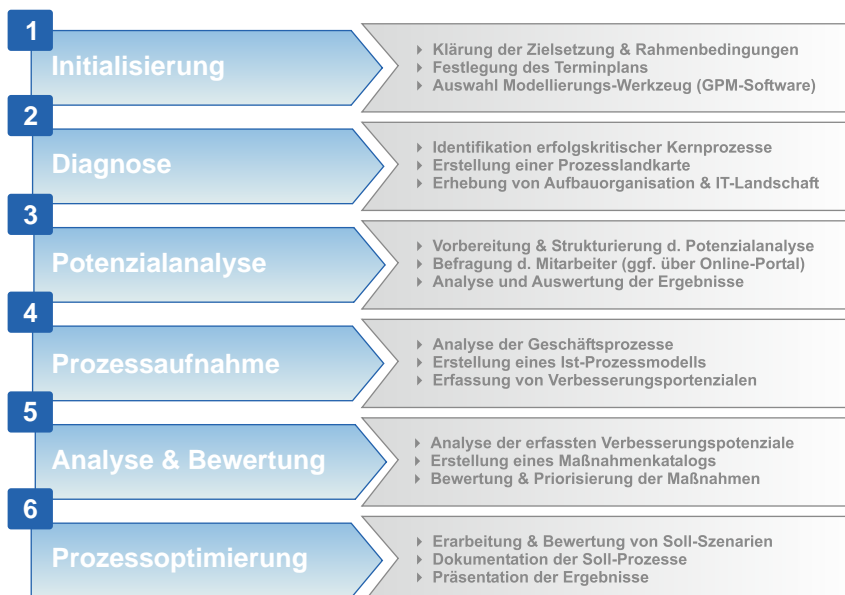 1
Initialisierung
Klärung der Zielsetzung & Rahmenbedingungen
Festlegung des Terminplans
Auswahl Modellierungs-Werkzeug (GPM-Software)
2
Diagnose
Identifikation erfolgskritischer Kernprozesse
Erstellung einer Prozesslandkarte
Erhebung von Aufbauorganisation & IT-Landschaft
3
Potenzialanalyse
Vorbereitung & Strukturierung d. Potenzialanalyse
Befragung d. Mitarbeiter (ggf. über Online-Portal)
Analyse und Auswertung der Ergebnisse
4
Prozessaufnahme
Analyse der Geschäftsprozesse
Erstellung eines Ist-Prozessmodells
Erfassung von Verbesserungsportenzialen
5
Analyse & Bewertung
Analyse der erfassten Verbesserungspotenziale
Erstellung eines Maßnahmenkatalogs
Bewertung & Priorisierung der Maßnahmen
6
Prozessoptimierung
Erarbeitung & Bewertung von Soll-Szenarien
Dokumentation der Soll-Prozesse
Präsentation der Ergebnisse